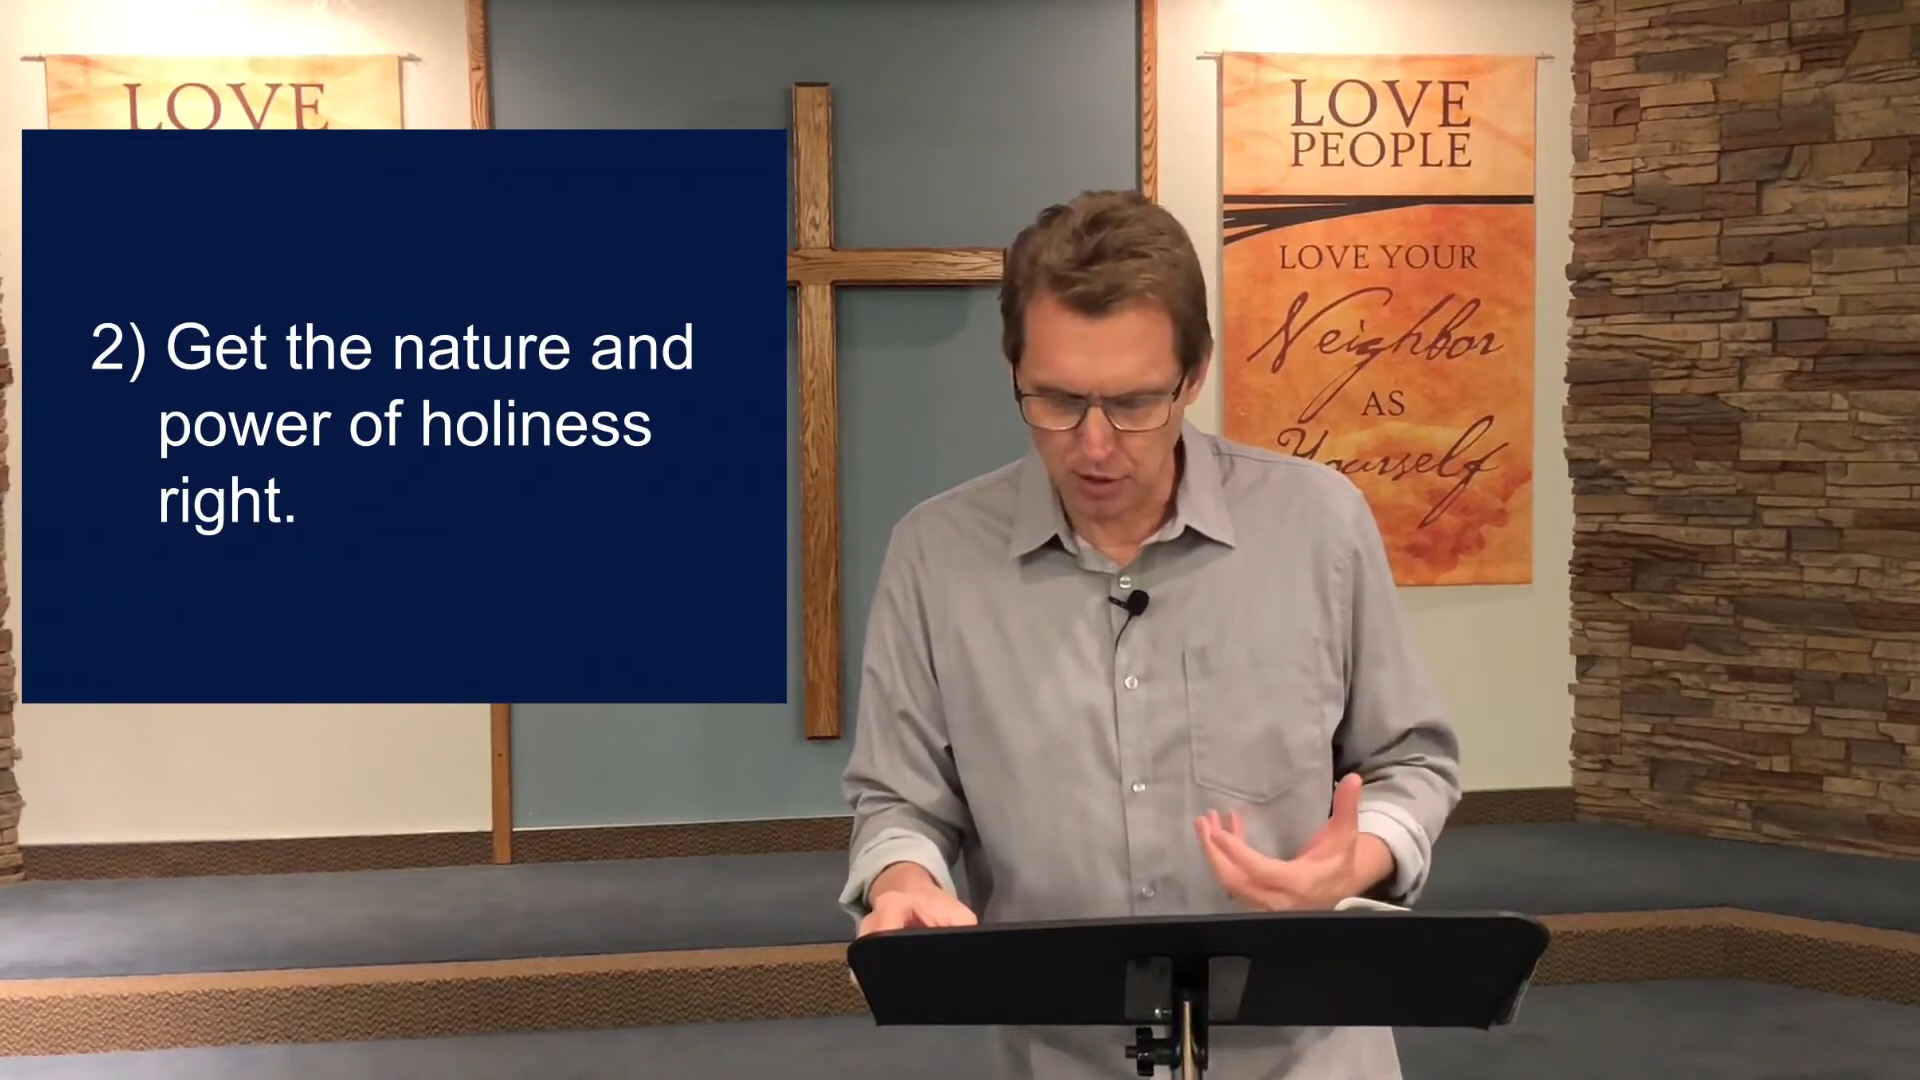 LOVE
2) Get the nature and
power of holiness
right.
LOVE
PEOPLE
LOVE YOUR
Neighbor
AS
Yourself